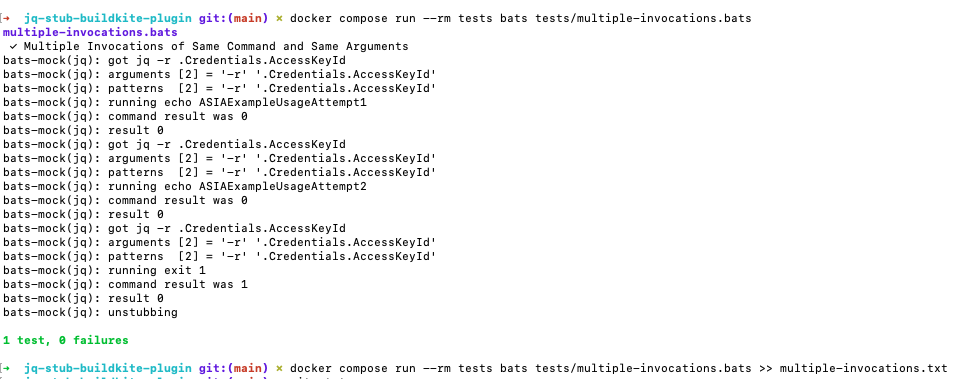 [➜  jq-stub-buildkite-plugin git:(main) × docker compose run --rm tests bats tests/multiple-invocations.bats
multiple-invocations.bats
✓ Multiple Invocations of Same Command and Same Arguments
bats-mock(jq): got jq -r .Credentials.AccessKeyId
bats-mock(jq): arguments [2] = '-r' '.Credentials.AccessKeyId'
bats-mock(jq): patterns  [2] = '-r' '.Credentials.AccessKeyId'
bats-mock(jq): running echo ASIAExampleUsageAttempt1
bats-mock(jq): command result was 0
bats-mock(jq): result 0
bats-mock(jq): got jq -r .Credentials.AccessKeyId
bats-mock(jq): arguments [2] = '-r' '.Credentials.AccessKeyId'
bats-mock(jq): patterns  [2] = '-r' '.Credentials.AccessKeyId'
bats-mock(jq): running echo ASIAExampleUsageAttempt2
bats-mock(jq): command result was 0
bats-mock(jq): result 0
bats-mock(jq): got jq -r .Credentials.AccessKeyId
bats-mock(jq): arguments [2] = '-r' '.Credentials.AccessKeyId'
bats-mock(jq): patterns  [2] = '-r' '.Credentials.AccessKeyId'
bats-mock(jq): running exit 1
bats-mock(jq): command result was 1
bats-mock(jq): result 0
bats-mock(jq): unstubbing
1 test, 0 failures
[➜  jq-stub-buildkite-plugin git:(main) × docker compose run --rm tests bats tests/multiple-invocations.bats >> multiple-invocations.txt